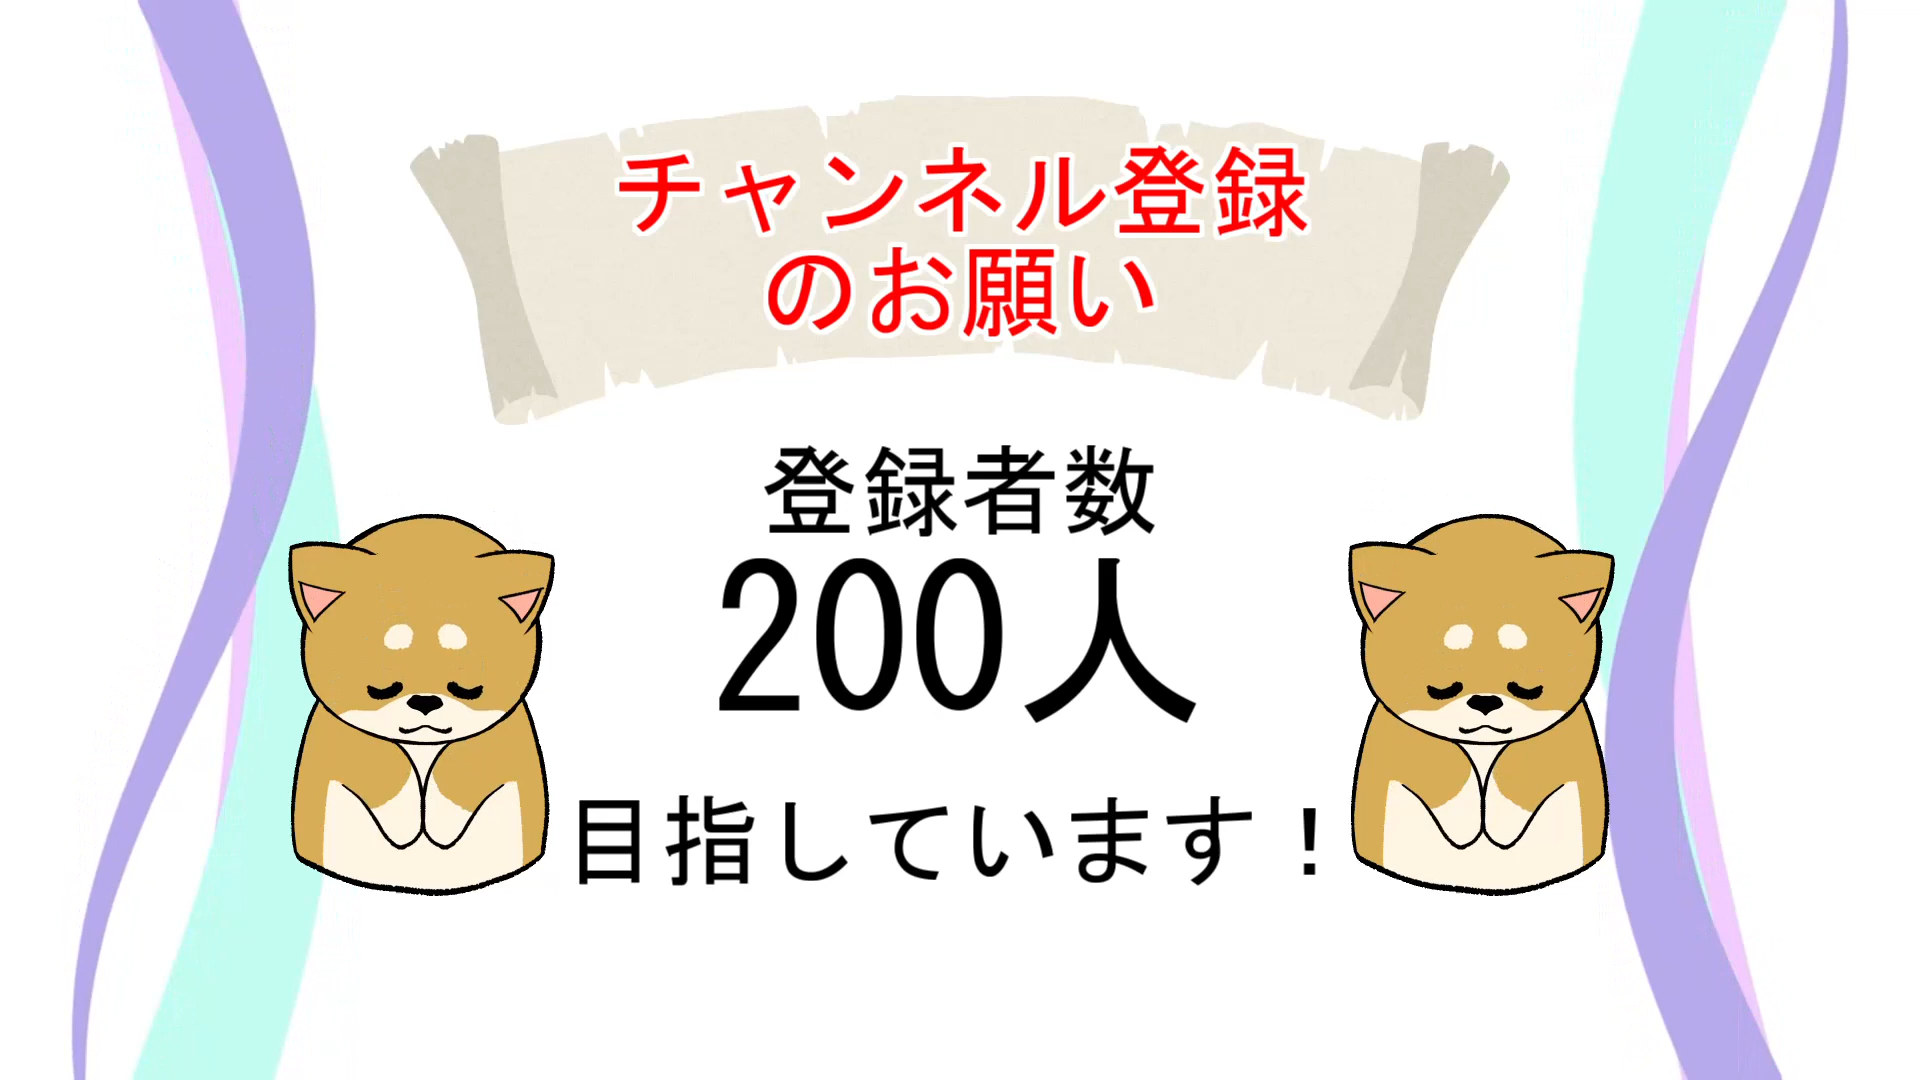 チャンネル登録
のお願い
登録者数
200人
目指しています！